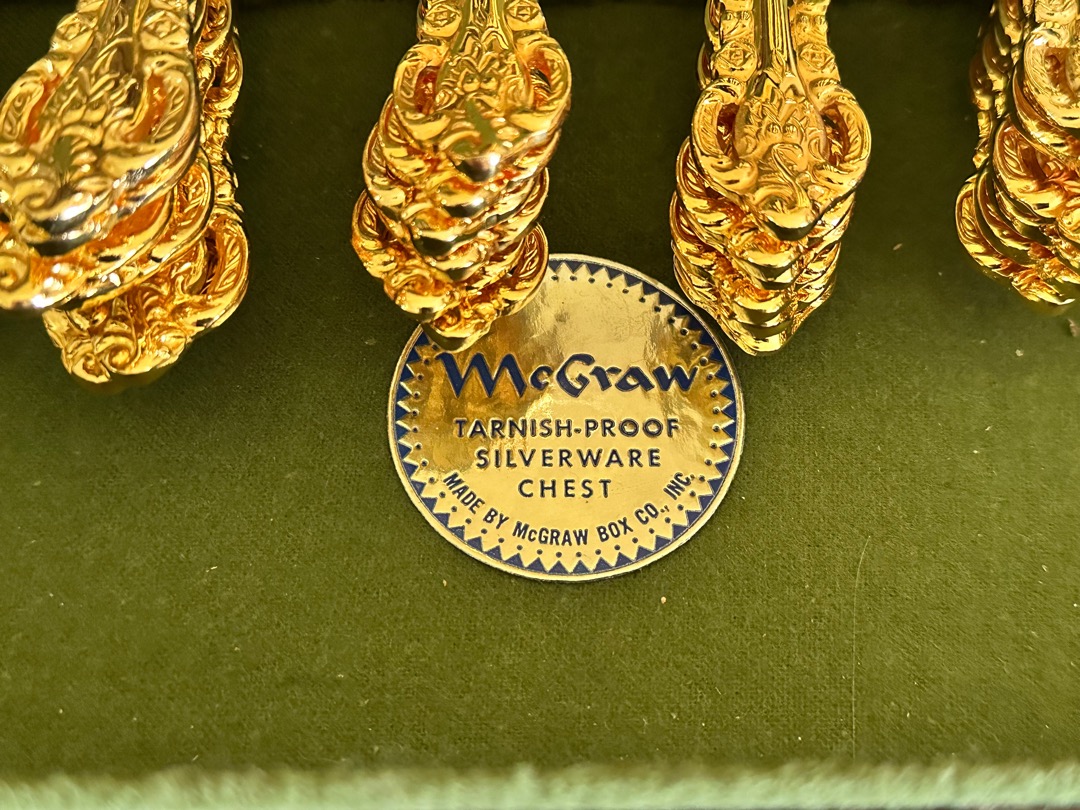 McGraw
TARNISH-PROOF
SILVERWARE
CHEST
MADE BY McGRAW BOX CO., INC.